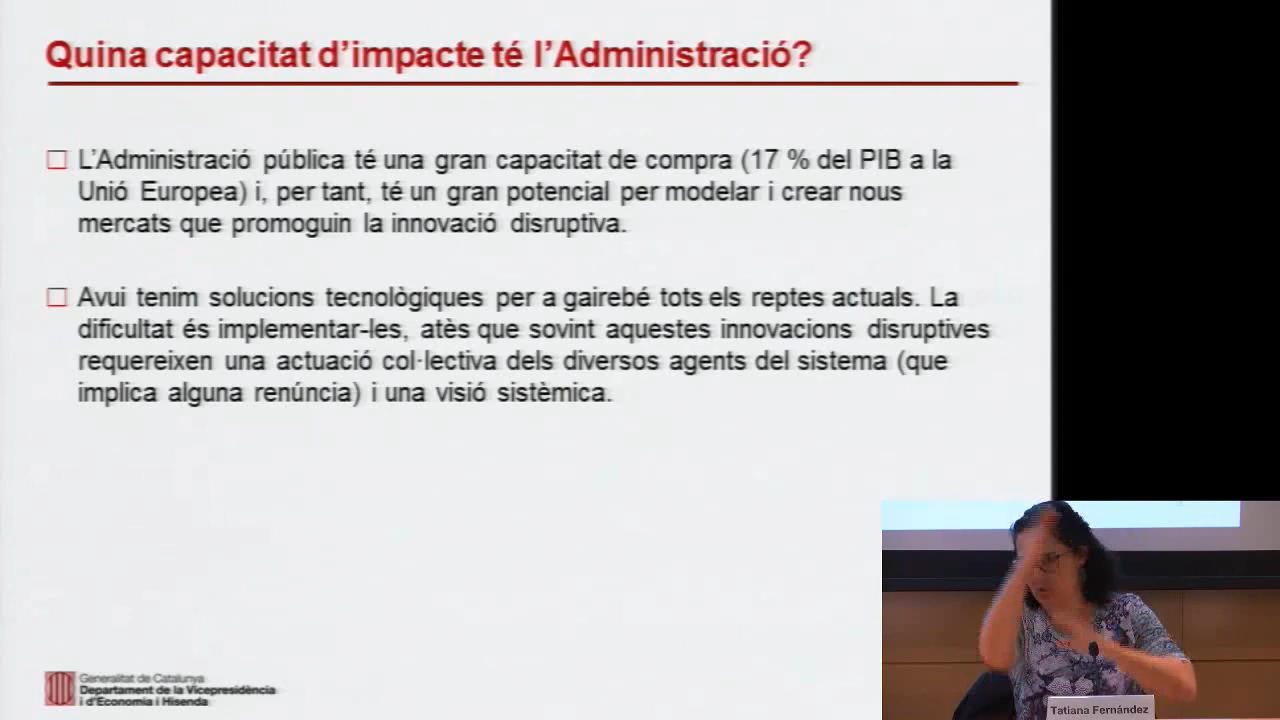 Quina capacitat d’impacte té l’Administració?
L’Administració pública té una gran capacitat de compra (17 % del PIB a la
Unió Europea) i, per tant, té un gran potencial per modelar i crear nous
mercats que promoguin la innovació disruptiva.
Avui tenim solucions tecnològiques per a gairebé tots els reptes actuals. La
dificultat és implementar-les, atès que sovint aquestes innovacions disruptives
requereixen una actuació col·lectiva dels diversos agents del sistema (que
implica alguna renúncia) i una visió sistèmica.
Generalitat de Catalunya
Departament de la Vicepresidència
i d’Economia i Hisenda
Tatiana Fernández